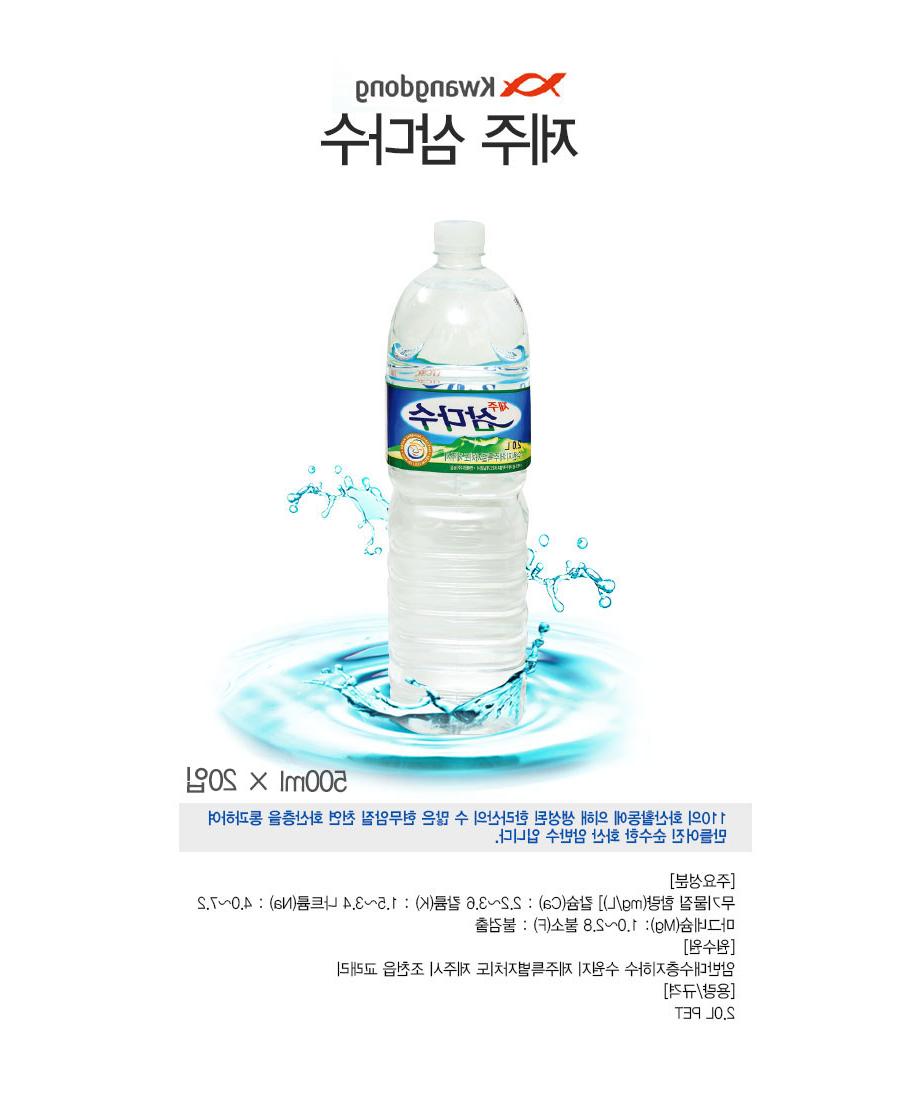 Kwangdong
제주 삼다수
제주
삼다수
2.0 L
500ml × 20입
110의 화산활동에 의해 생성된 한라산의 수 많은 현무암질 천연 화산층을 통과하여
만들어진 순수한 화산 암반수 입니다.
[주요성분]
무기물질 함량(mg/L)] 칼슘(Ca) : 2.2~3.6 칼륨(K) : 1.5~3.4 나트륨(Na) : 4.0~7.2
마그네슘(Mg): 1.0~2.8 불소(F) : 불검출
[원수원]
암반대수층지하수 수원지 제주특별자치도] 제주시 조천읍 교래리
[용량/규격]
2.0L PET